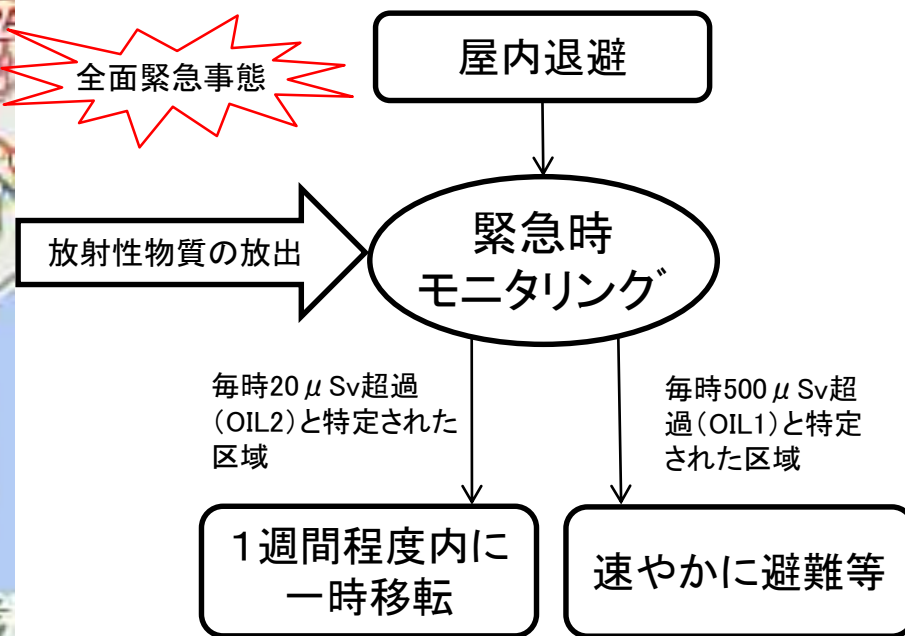 全面緊急事態
屋内退避
放射性物質の放出
緊急時
モニタリング
毎時20μSv超過
(OIL2)と特定された
区域
毎時500μSv超
過(OIL1)と特定
された区域
1週間程度内に
一時移転
速やかに避難等